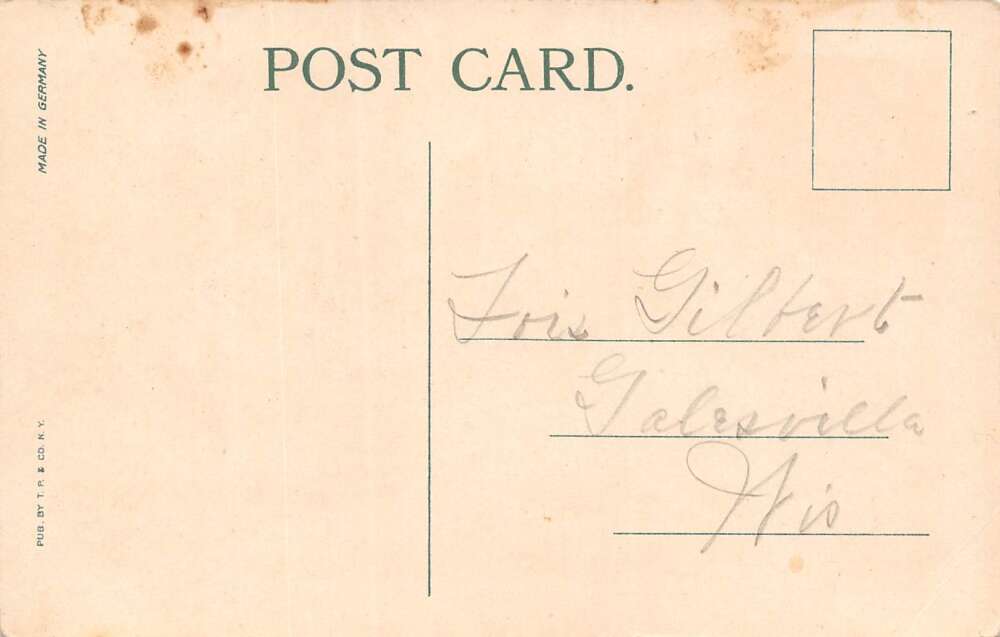 POST CARD.
MADE IN GERMANY
PUB. BY T. P. & CO. N. Y.
Lois Gilbert
Galesville
Wis